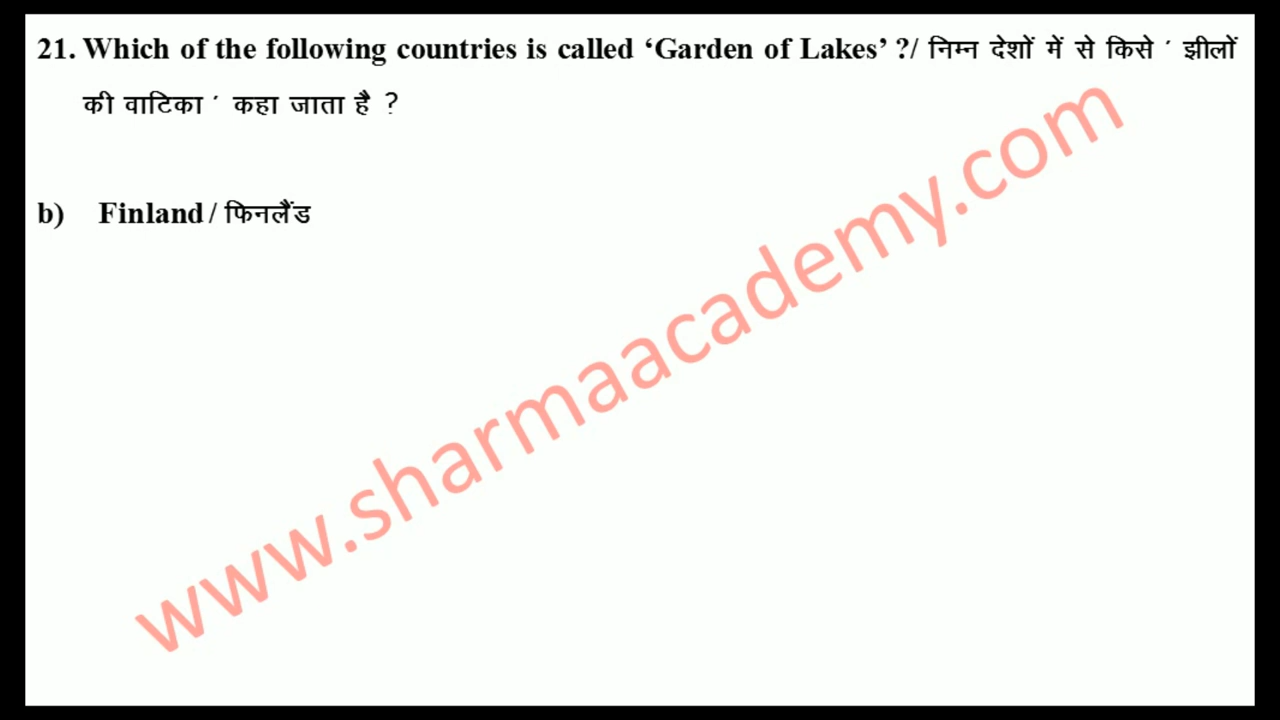 21. Which of the following countries is called ‘Garden of Lakes’ ?/ निम्न देशों में से किसे ′ झीलों
की वाटिका ′ कहा जाता है ?
b) Finland / फिनलैंड
www.sharmaacademy.com